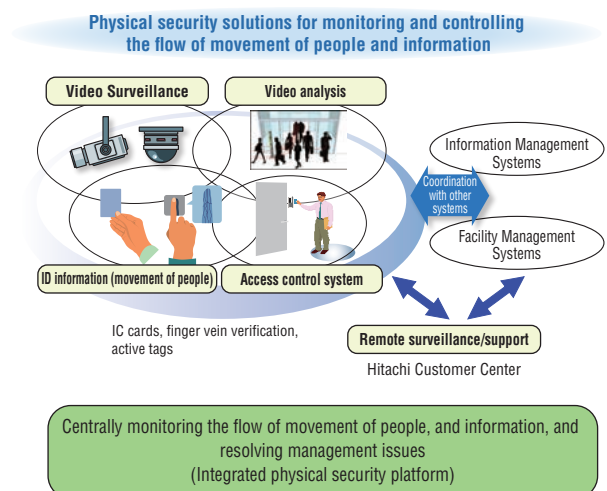 Physical security solutions for monitoring and controlling
the flow of movement of people and information
Video Surveillance
Video analysis
Information Management
Systems
Coordination
with other
systems
Facility Management
Systems
ID information (movement of people)
Access control system
IC cards, finger vein verification,
active tags
Remote surveillance/support
Hitachi Customer Center
Centrally monitoring the flow of movement of people, and information, and
resolving management issues
(Integrated physical security platform)